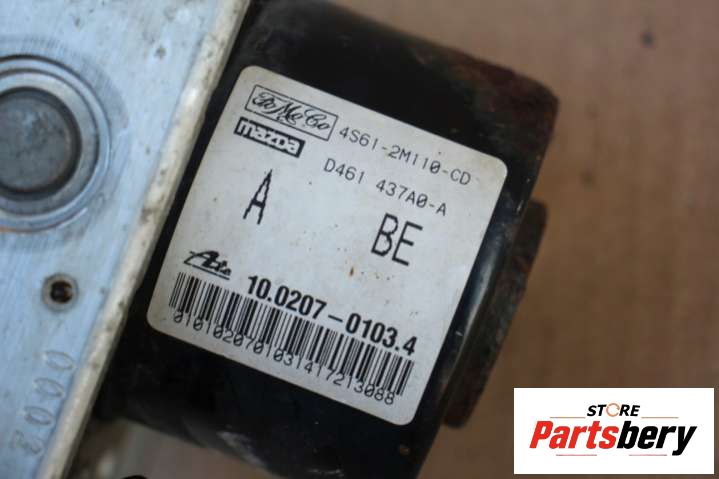 FoMoCo
4S61-2M110-CD
mazda
D461 437A0-A
A BE
Ate
10.0207-0103.4
0101020701031417213088
STORE
Partsbery